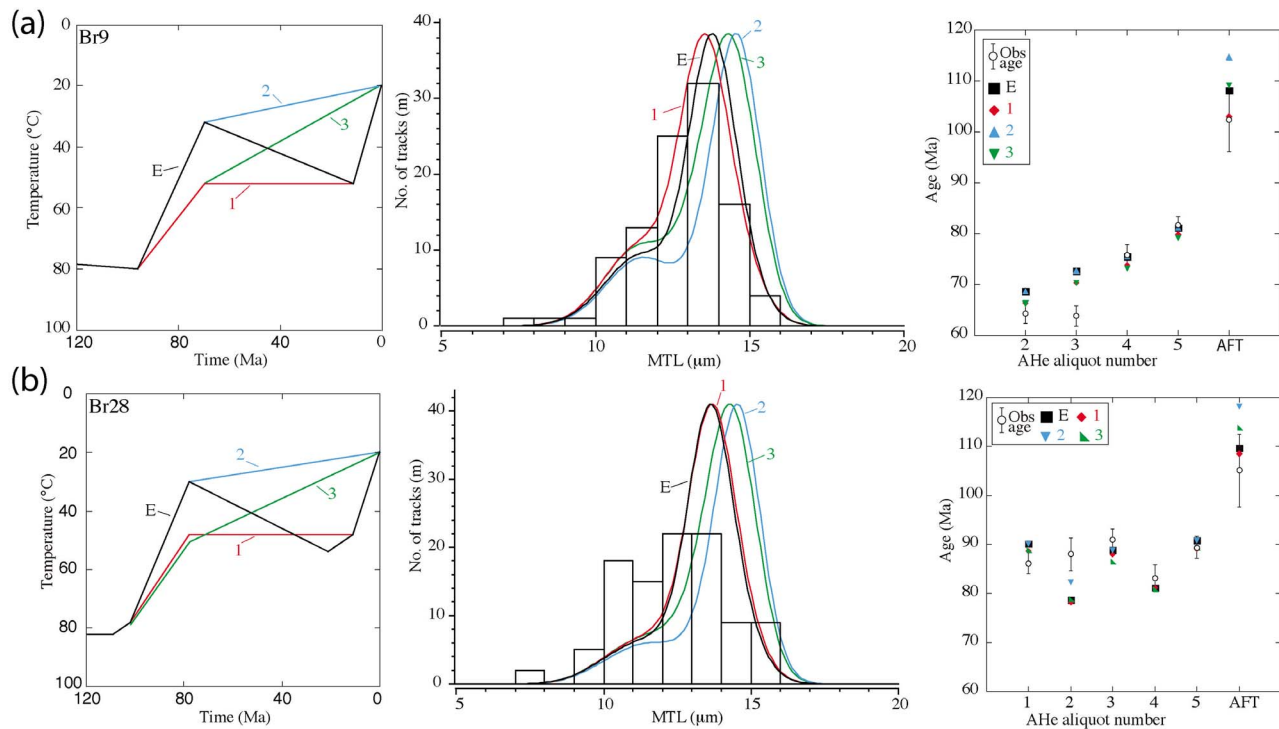 (a)
Br9
0
20
40
60
80
100
Temperature (°C)
120
80
40
0
Time (Ma)
E
2
3
1
40
30
20
10
0
No. of tracks (m)
5
10
15
20
MTL (µm)
E
1
2
3
120
110
100
90
80
70
60
Age (Ma)
Obs
age
E
1
2
3
2
3
4
5
AFT
AHe aliquot number
(b)
Br28
0
20
40
60
80
100
Temperature (°C)
120
80
40
0
Time (Ma)
E
2
3
1
40
30
20
10
0
No. of tracks (m)
5
10
15
20
MTL (µm)
E
1
2
3
120
110
100
90
80
70
60
Age (Ma)
Obs
age
E
1
2
3
1
2
3
4
5
AFT
AHe aliquot number